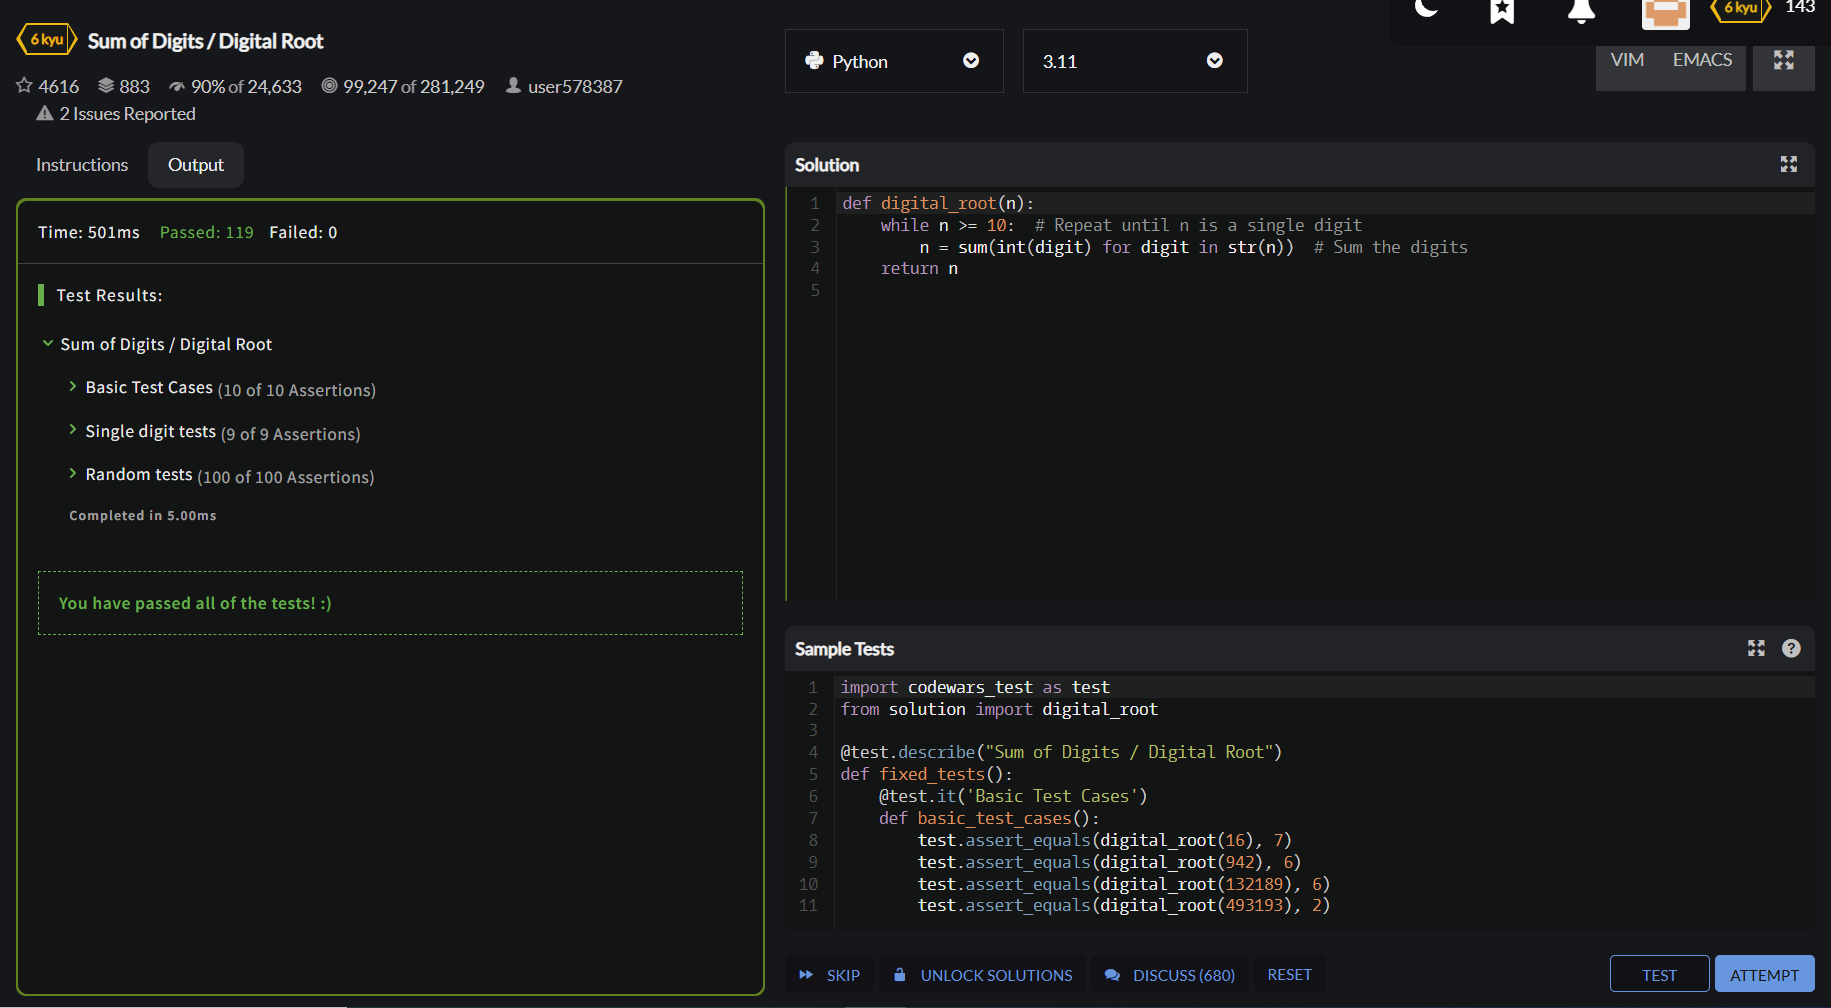 6 kyu Sum of Digits / Digital Root
4616 883 90% of 24,633 99,247 of 281,249 user578387
2 Issues Reported
Python 3.11
6 kyu 143
VIM EMACS
Instructions Output
Time: 501ms Passed: 119 Failed: 0
Test Results:
Sum of Digits / Digital Root
Basic Test Cases (10 of 10 Assertions)
Single digit tests (9 of 9 Assertions)
Random tests (100 of 100 Assertions)
Completed in 5.00ms
You have passed all of the tests! :)
Solution
1 def digital_root(n):
2     while n >= 10:  # Repeat until n is a single digit
3         n = sum(int(digit) for digit in str(n))  # Sum the digits
4     return n
5
Sample Tests
1 import codewars_test as test
2 from solution import digital_root
3
4 @test.describe("Sum of Digits / Digital Root")
5 def fixed_tests():
6     @test.it('Basic Test Cases')
7     def basic_test_cases():
8         test.assert_equals(digital_root(16), 7)
9         test.assert_equals(digital_root(942), 6)
10         test.assert_equals(digital_root(132189), 6)
11         test.assert_equals(digital_root(493193), 2)
SKIP UNLOCK SOLUTIONS DISCUSS (680) RESET TEST ATTEMPT